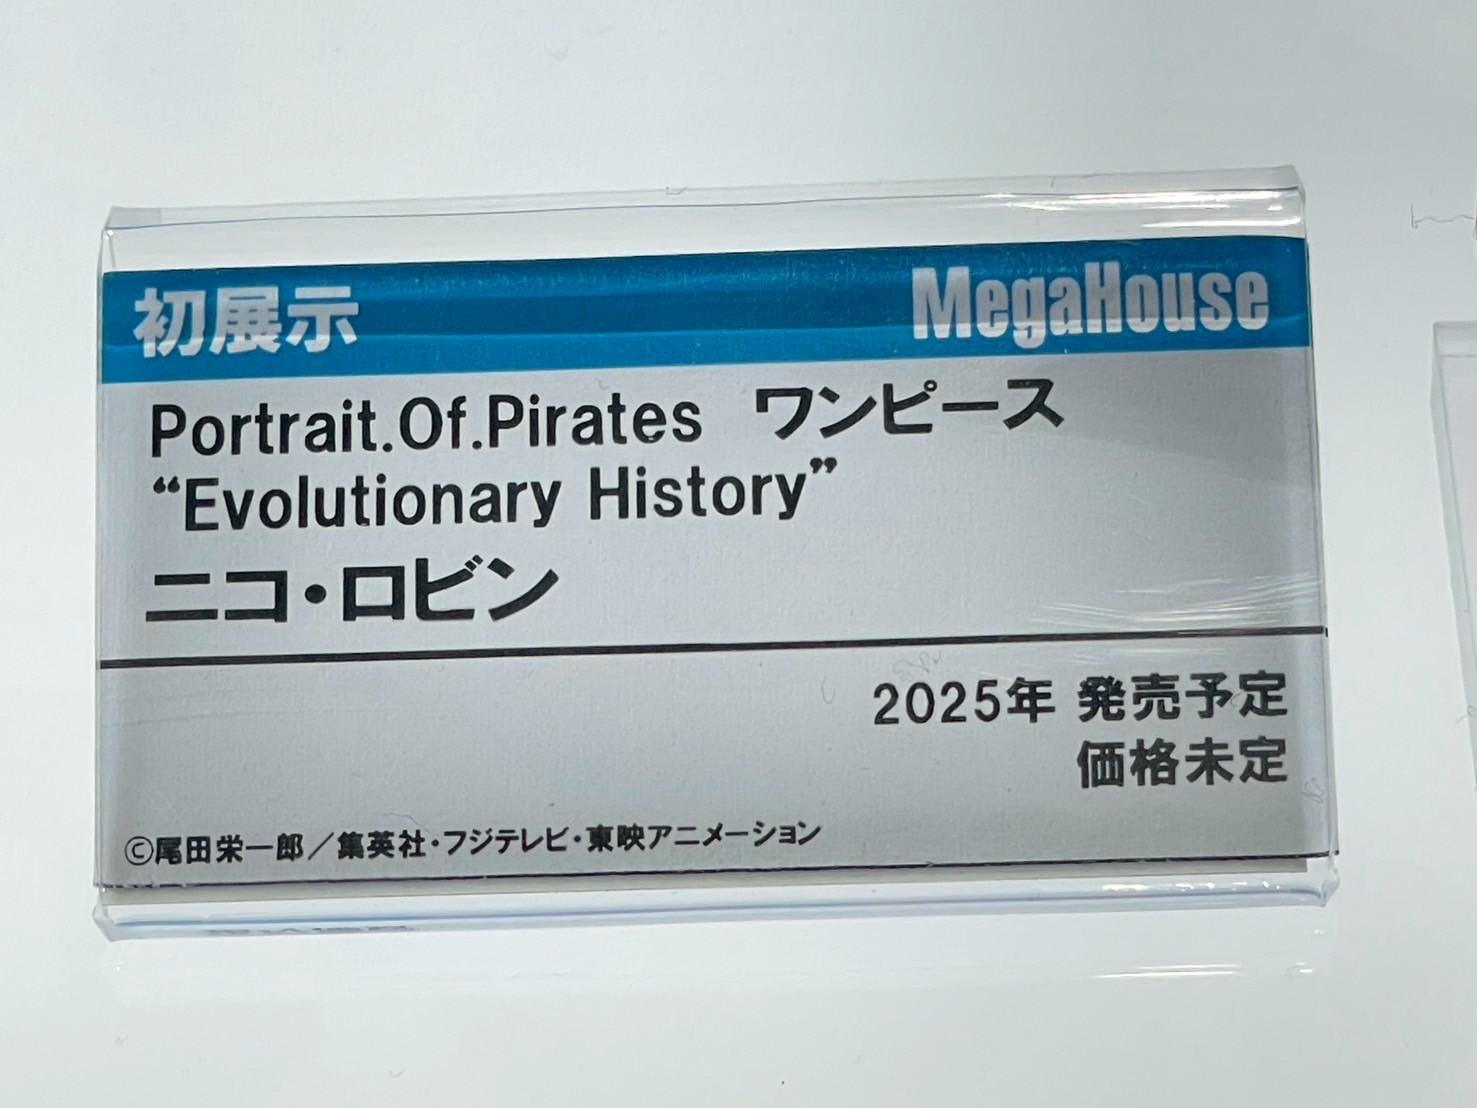 初展示 MegaHouse
Portrait.Of.Pirates ワンピース
“Evolutionary History”
ニコ・ロビン
2025年 発売予定
価格未定
©尾田栄一郎／集英社・フジテレビ・東映アニメーション